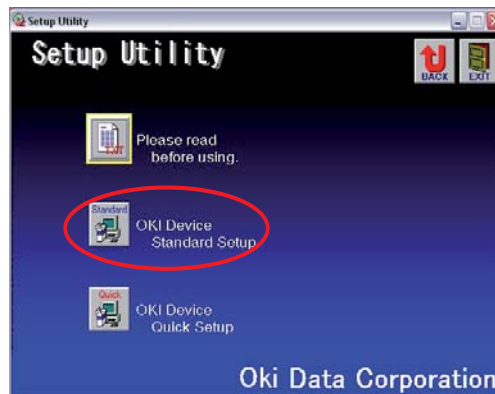 Setup Utility
Setup Utility
BACK
EXIT
TEXT
Please read
before using.
Standard
OKI Device
Standard Setup
Quick
OKI Device
Quick Setup
Oki Data Corporation